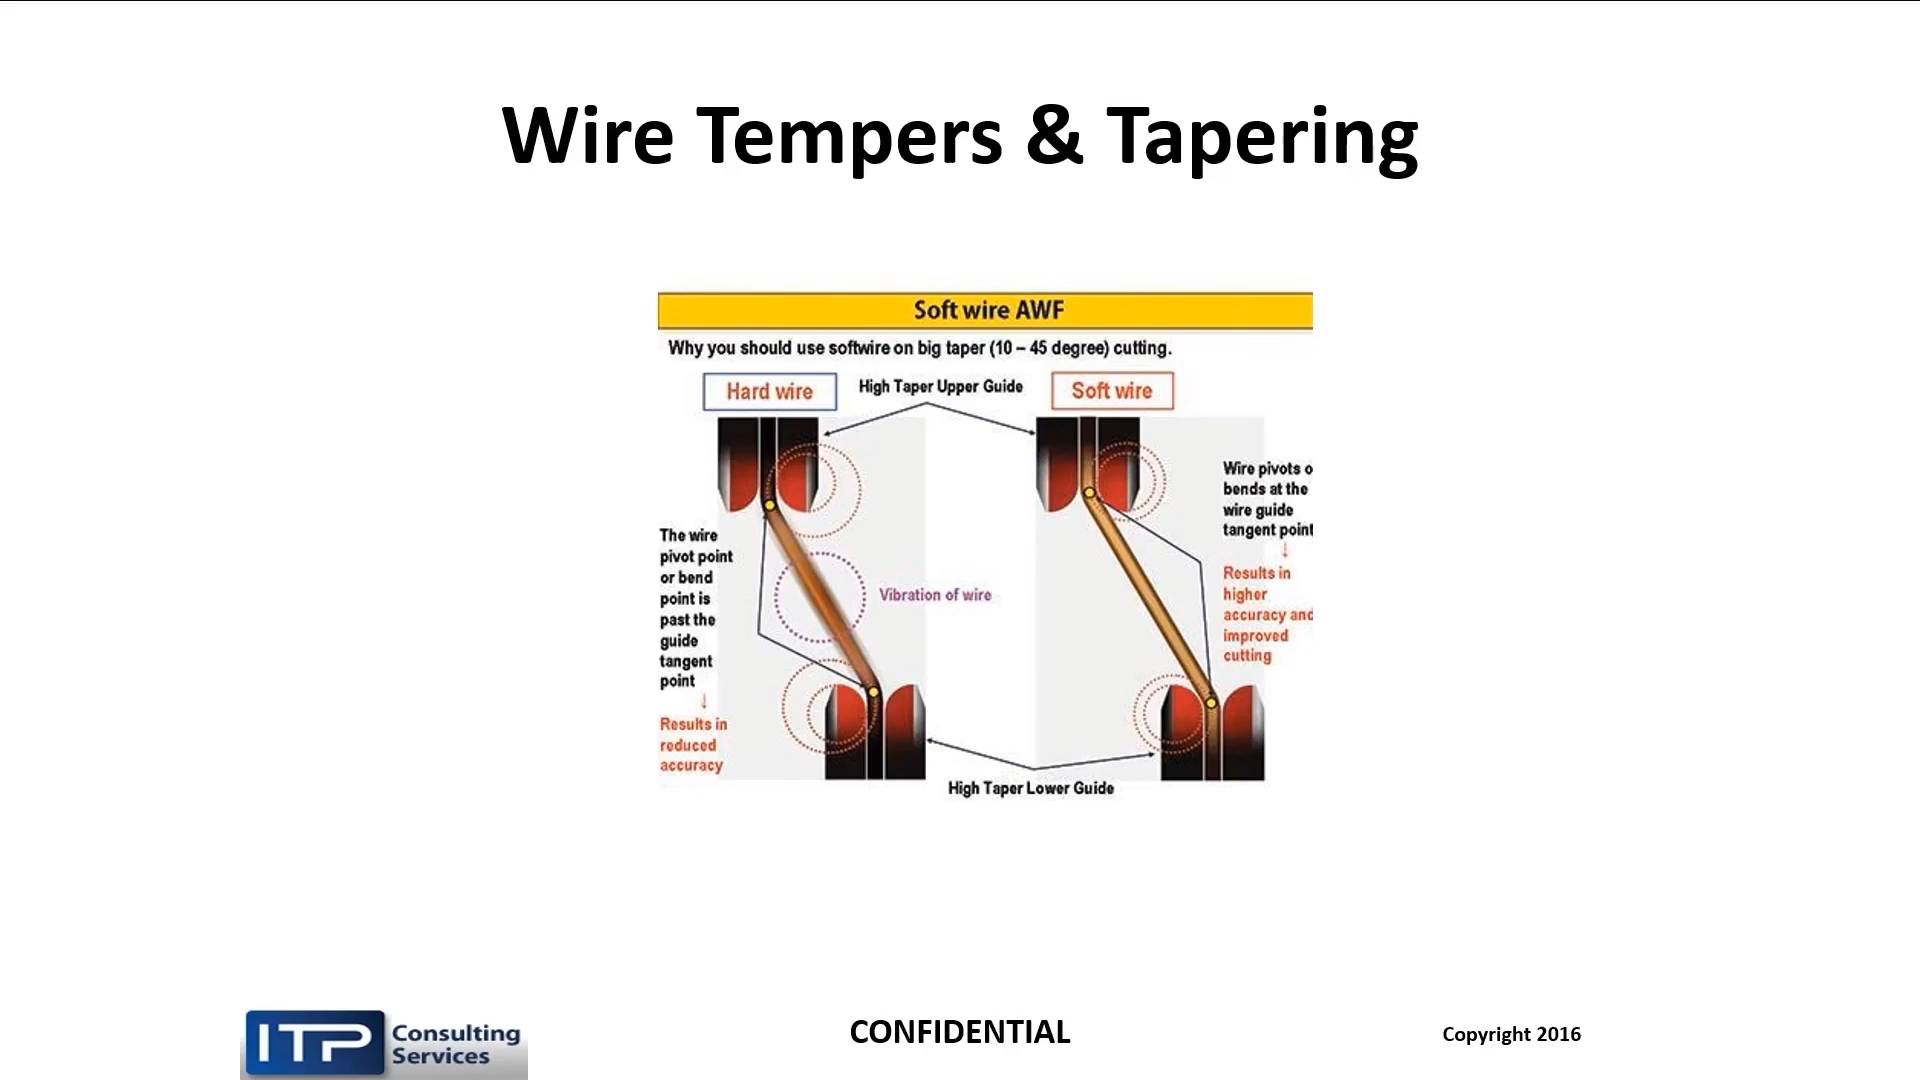 Wire Tempers & Tapering
Soft wire AWF
Why you should use softwire on big taper (10 – 45 degree) cutting.
Hard wire
High Taper Upper Guide
Soft wire
The wire
pivot point
or bend
point is
past the
guide
tangent
point
↓
Results in
reduced
accuracy
Vibration of wire
Wire pivots o
bends at the
wire guide
tangent point
↓
Results in
higher
accuracy and
improved
cutting
High Taper Lower Guide
ITP Consulting
Services
CONFIDENTIAL
Copyright 2016